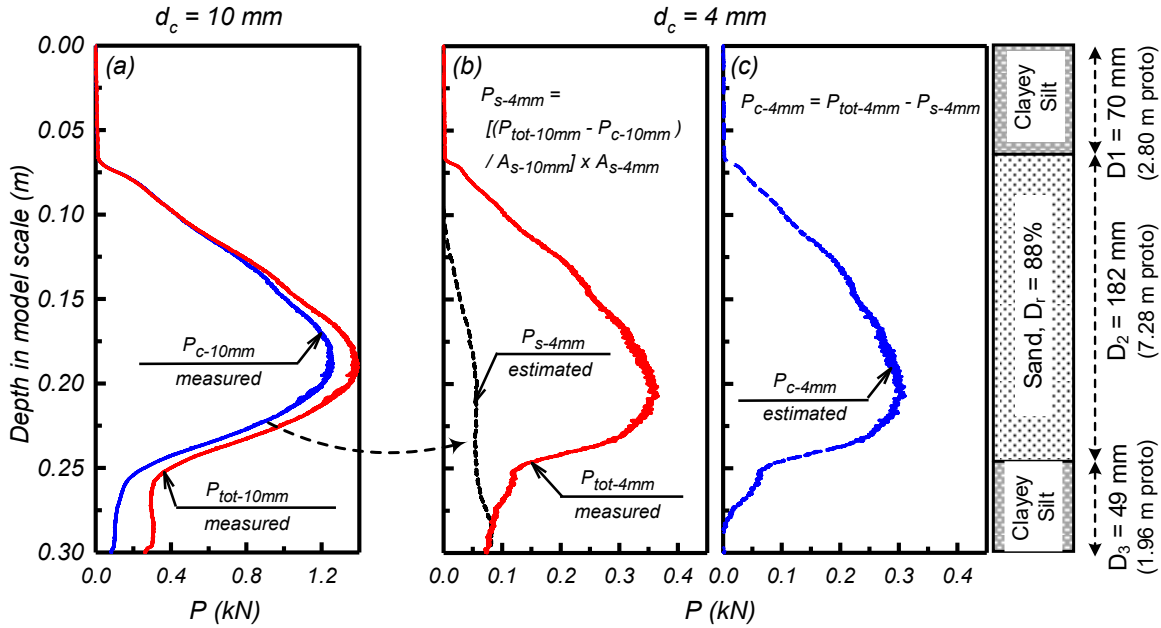 d_c = 10 mm
d_c = 4 mm
0.00
0.05
0.10
0.15
0.20
0.25
0.30
Depth in model scale (m)
(a)
P_c-10mm
measured
P_tot-10mm
measured
0.0
0.4
0.8
1.2
P (kN)
(b)
P_s-4mm =
[(P_tot-10mm - P_c-10mm)
/ A_s-10mm] x A_s-4mm
P_s-4mm
estimated
P_tot-4mm
measured
0.0
0.1
0.2
0.3
0.4
P (kN)
(c)
P_c-4mm = P_tot-4mm - P_s-4mm
P_c-4mm
estimated
0.0
0.1
0.2
0.3
0.4
P (kN)
Clayey
Silt
Sand, D_r = 88%
Clayey
Silt
D1 = 70 mm
(2.80 m proto)
D_2 = 182 mm
(7.28 m proto)
D_3 = 49 mm
(1.96 m proto)